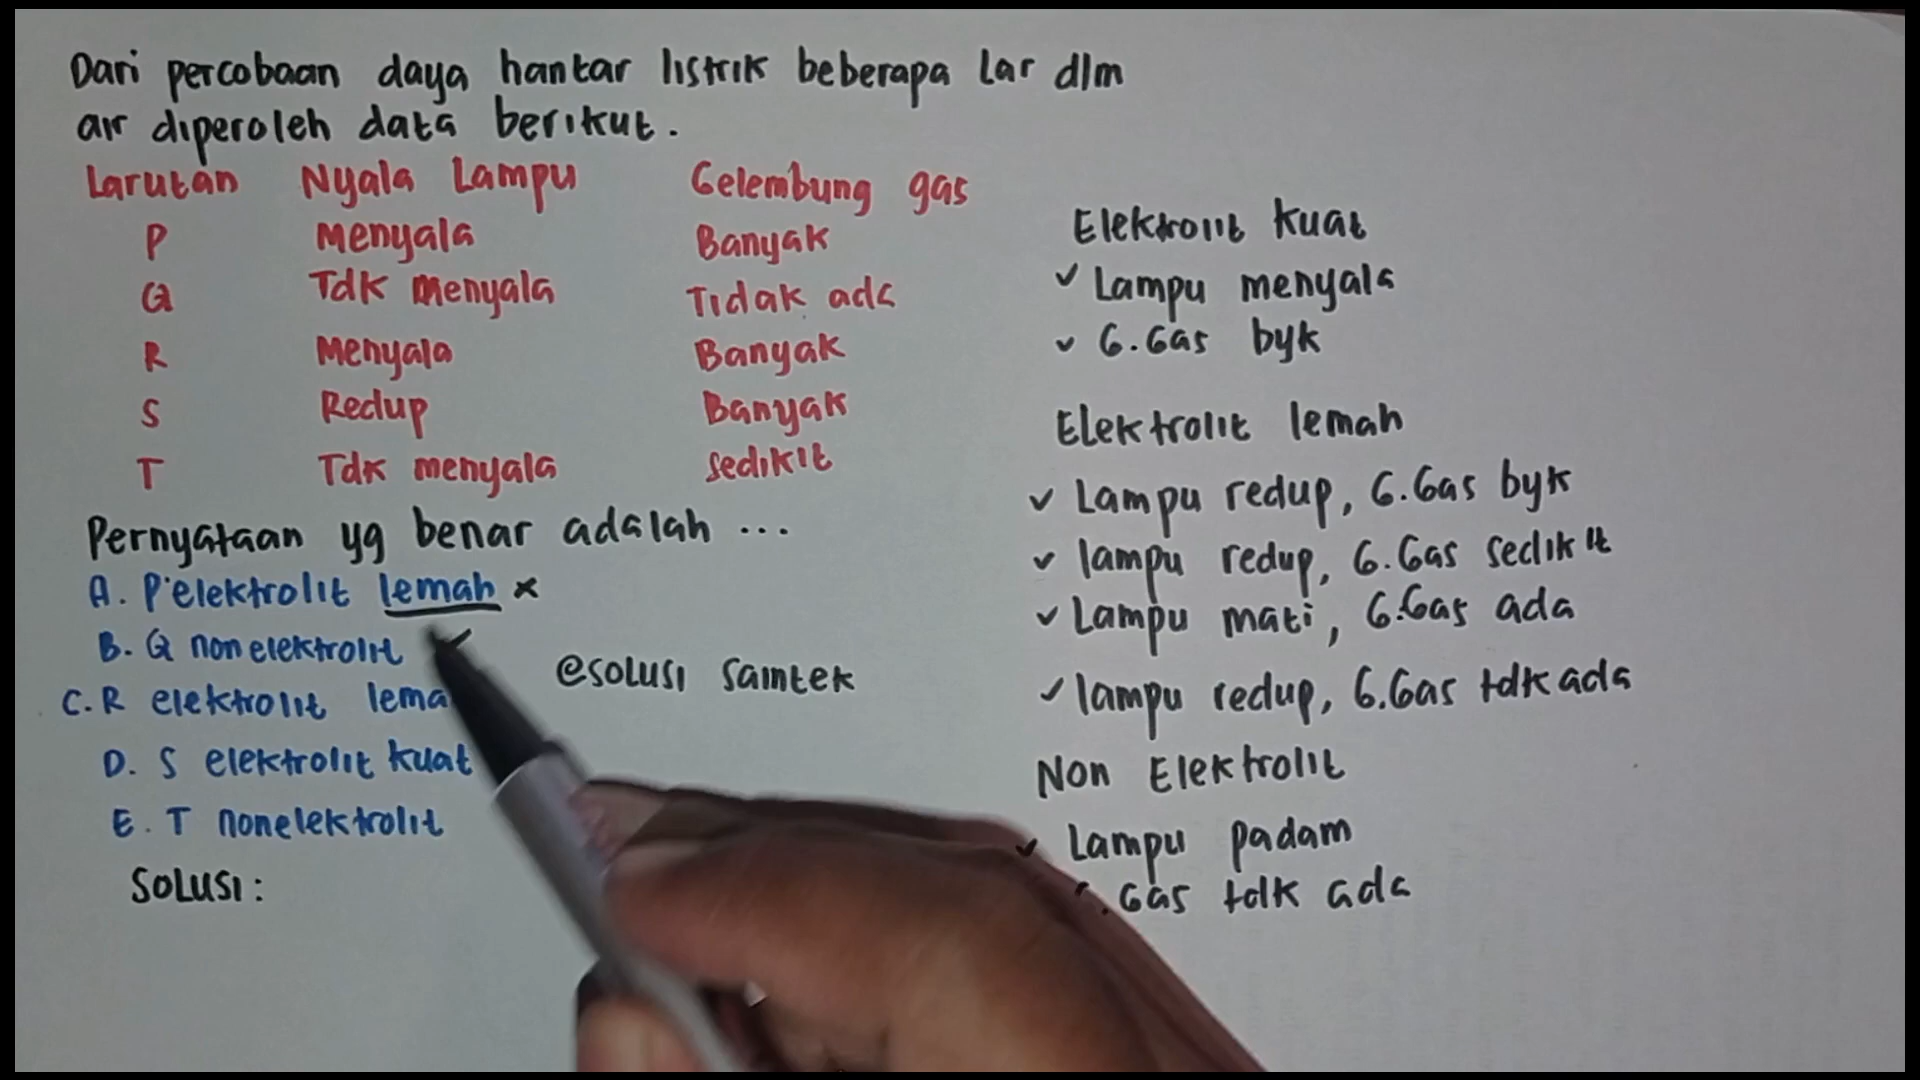 Dari percobaan daya hantar listrik beberapa Lar dlm
air diperoleh data berikut.
Larutan Nyala Lampu Gelembung gas
P Menyala Banyak
Q Tdk Menyala Tidak ada
R Menyala Banyak
S Redup Banyak
T Tdk menyala sedikit
Pernyataan yg benar adalah ...
A. P elektrolit lemah ×
B. Q nonelektrolit
C. R elektrolit
D. S elektrolit kuat
E. T nonelektrolit
SOLUSI:
@SOLUSI Saintek
Elektrolit kuat
✓ Lampu menyala
✓ G.Gas byk
Elektrolit lemah
✓ Lampu redup, G.Gas byk
✓ lampu redup, G.Gas sedikit
✓ Lampu mati, G.Gas ada
✓ lampu redup, G.Gas tdk ada
Non Elektrolit
✓ Lampu padam
.Gas tdk ada